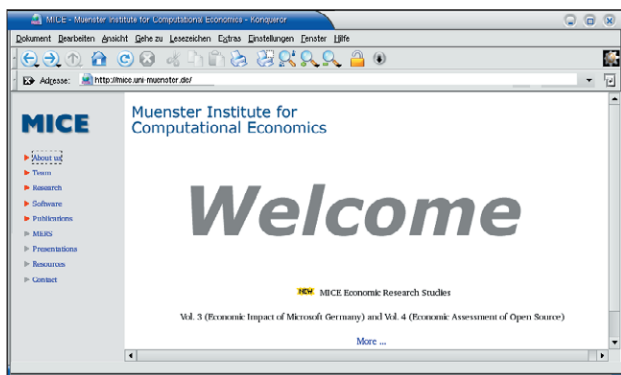 MICE - Muenster Institute for Computational Economics - Konqueror
Dokument Bearbeiten Ansicht Gehe zu Lesezeichen Extras Einstellungen Fenster Hilfe
Adresse: http://mice.uni-muenster.de/
MICE
Muenster Institute for
Computational Economics
About us
Team
Research
Software
Publications
MERS
Presentations
Resources
Contact
Welcome
NEW MICE Economic Research Studies
Vol. 3 (Economic Impact of Microsoft Germany) and Vol. 4 (Economic Assessment of Open Source)
More ...